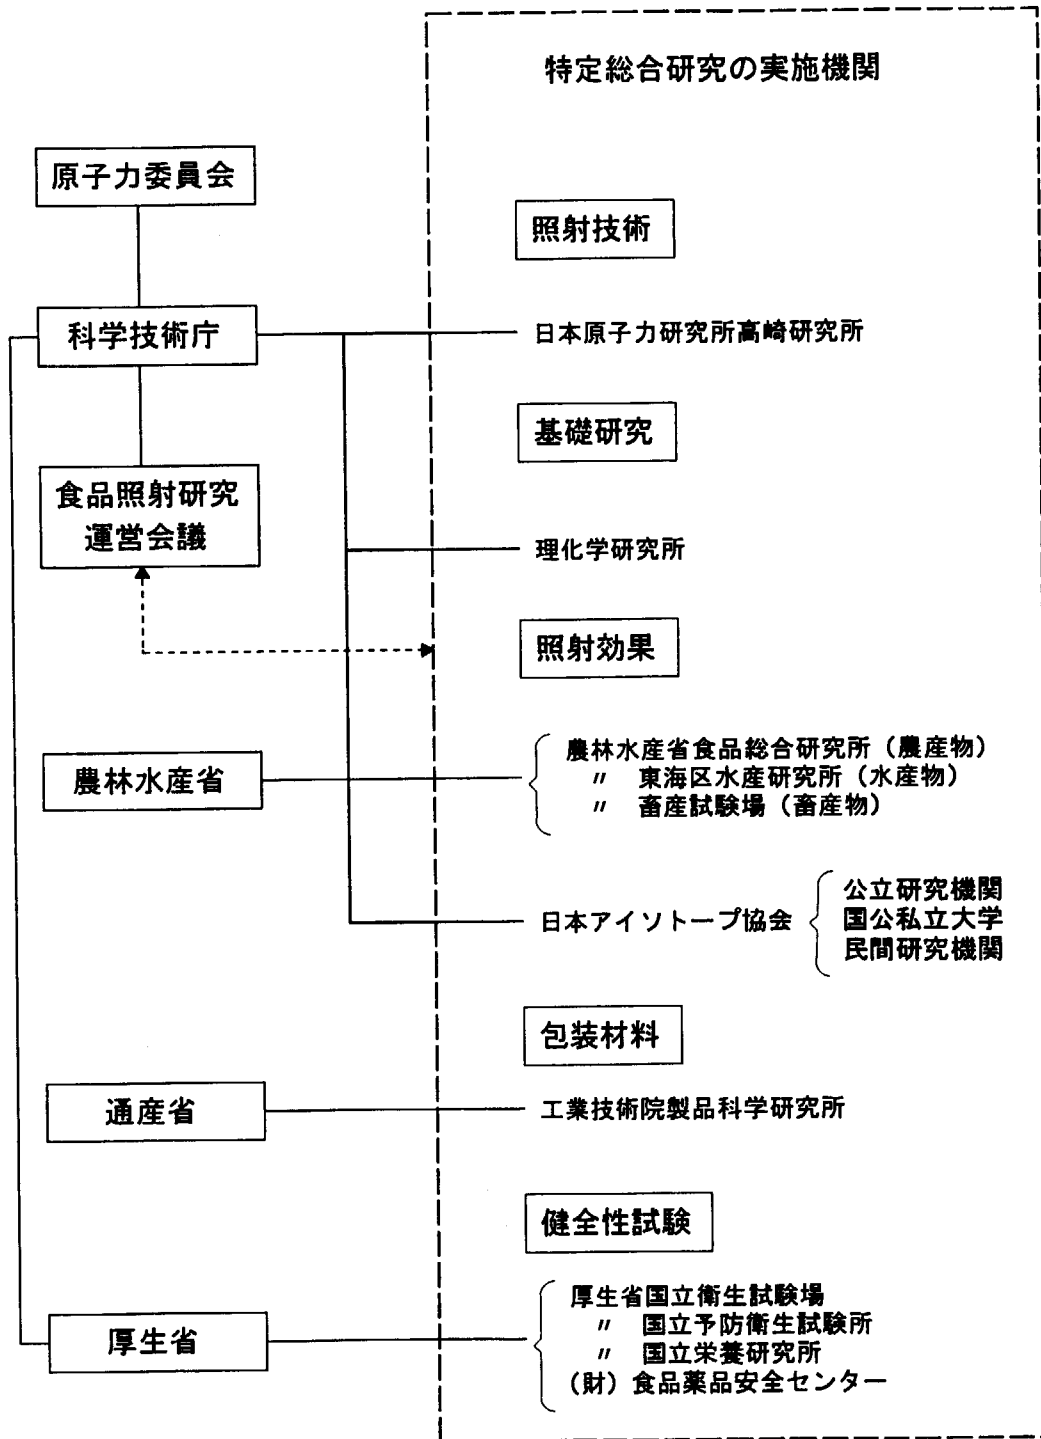 特定総合研究の実施機関
原子力委員会
照射技術
科学技術庁
日本原子力研究所高崎研究所
基礎研究
食品照射研究
運営会議
理化学研究所
照射効果
農林水産省
農林水産省食品総合研究所（農産物）
〃 東海区水産研究所（水産物）
〃 畜産試験場（畜産物）
日本アイソトープ協会
公立研究機関
国公私立大学
民間研究機関
包装材料
通産省
工業技術院製品科学研究所
健全性試験
厚生省
厚生省国立衛生試験場
〃 国立予防衛生試験所
〃 国立栄養研究所
（財）食品薬品安全センター